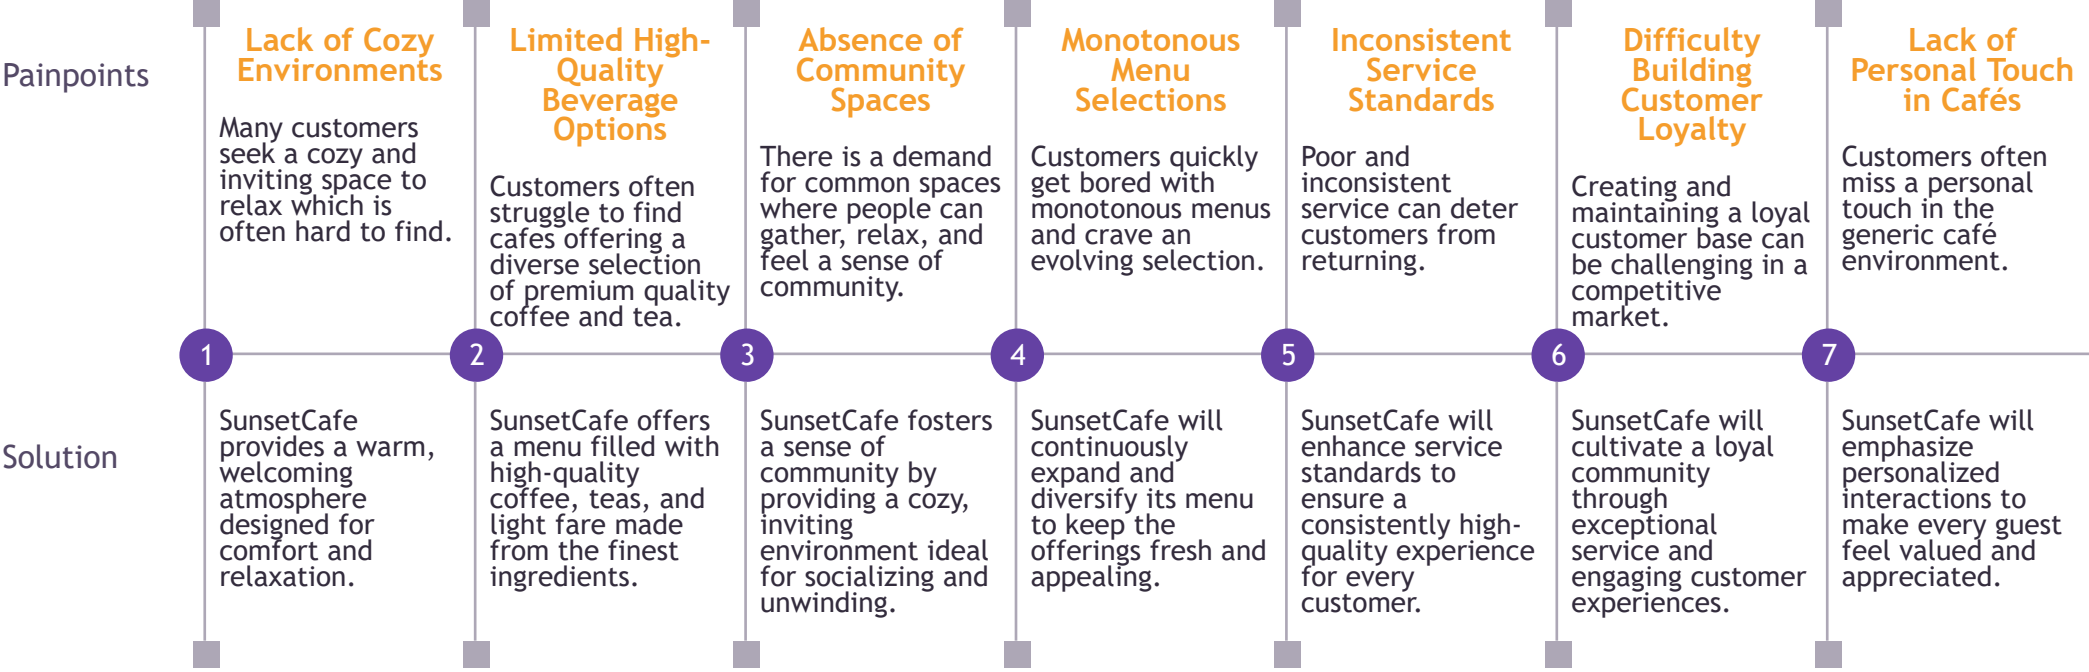 Painpoints
Lack of Cozy
Environments
Many customers
seek a cozy and
inviting space to
relax which is
often hard to find.
Limited High-
Quality
Beverage
Options
Customers often
struggle to find
cafes offering a
diverse selection
of premium quality
coffee and tea.
Absence of
Community
Spaces
There is a demand
for common spaces
where people can
gather, relax, and
feel a sense of
community.
Monotonous
Menu
Selections
Customers quickly
get bored with
monotonous menus
and crave an
evolving selection.
Inconsistent
Service
Standards
Poor and
inconsistent
service can deter
customers from
returning.
Difficulty
Building
Customer
Loyalty
Creating and
maintaining a loyal
customer base can
be challenging in a
competitive
market.
Lack of
Personal Touch
in Cafés
Customers often
miss a personal
touch in the
generic café
environment.
1
2
3
4
5
6
7
Solution
SunsetCafe
provides a warm,
welcoming
atmosphere
designed for
comfort and
relaxation.
SunsetCafe offers
a menu filled with
high-quality
coffee, teas, and
light fare made
from the finest
ingredients.
SunsetCafe fosters
a sense of
community by
providing a cozy,
inviting
environment ideal
for socializing and
unwinding.
SunsetCafe will
continuously
expand and
diversify its menu
to keep the
offerings fresh and
appealing.
SunsetCafe will
enhance service
standards to
ensure a
consistently high-
quality experience
for every
customer.
SunsetCafe will
cultivate a loyal
community
through
exceptional
service and
engaging customer
experiences.
SunsetCafe will
emphasize
personalized
interactions to
make every guest
feel valued and
appreciated.